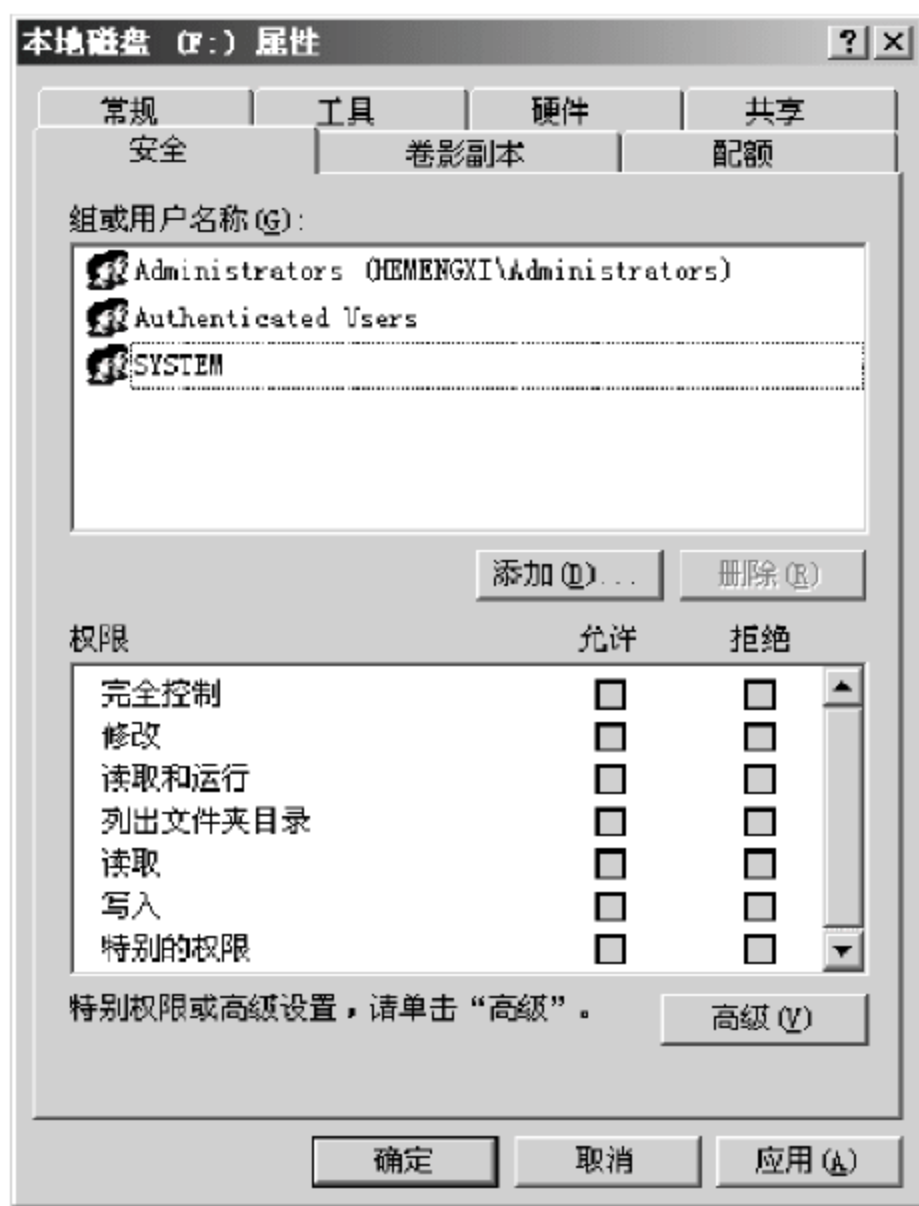 本地磁盘 (F:) 属性
常规 工具 硬件 共享
安全 卷影副本 配额
组或用户名称(G):
Administrators (HEMENGXI\Administrators)
Authenticated Users
SYSTEM
添加(D)... 删除(R)
权限 允许 拒绝
完全控制
修改
读取和运行
列出文件夹目录
读取
写入
特别的权限
特别权限或高级设置，请单击“高级”。 高级(V)
确定 取消 应用(A)